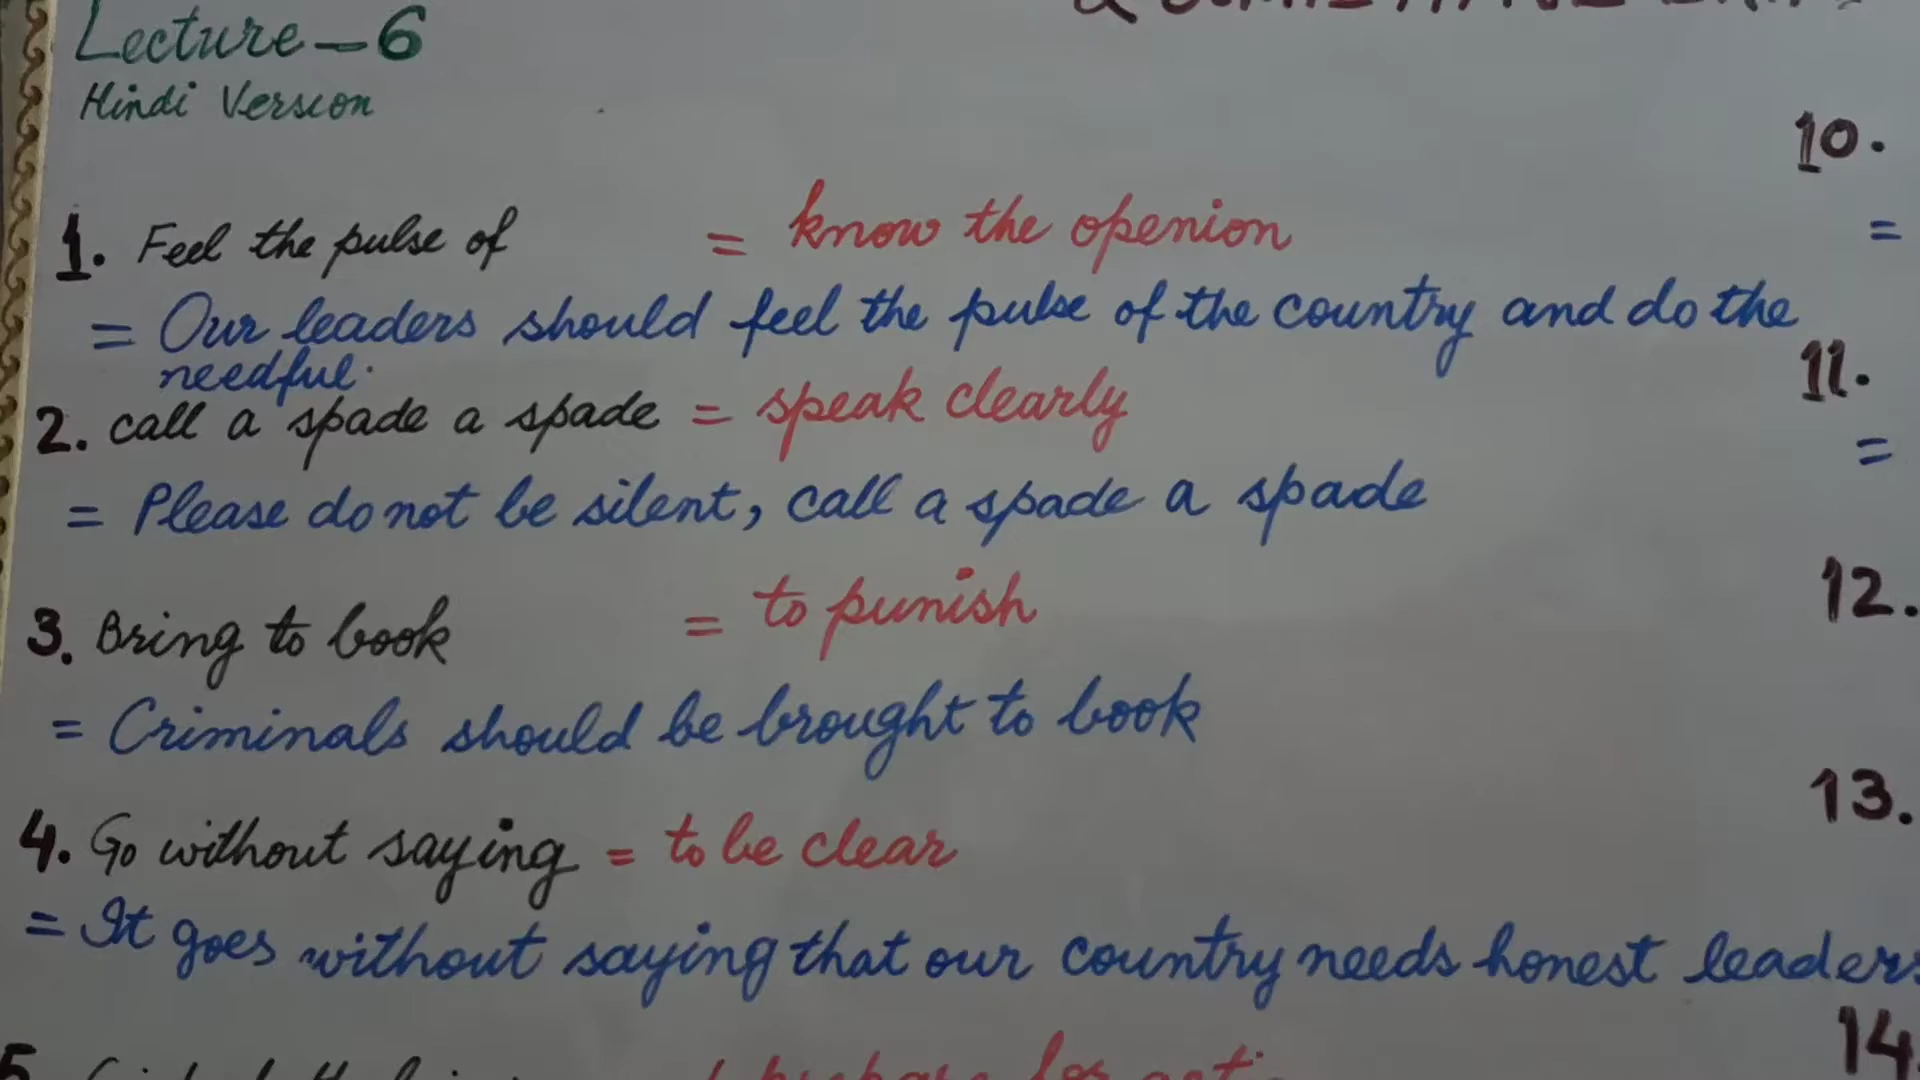 Lecture - 6
Hindi Version
1. Feel the pulse of = know the openion
= Our leaders should feel the pulse of the country and do the
needful.
2. call a spade a spade = speak clearly
= Please do not be silent, call a spade a spade
3. Bring to book = to punish
= Criminals should be brought to book
4. Go without saying = to be clear
= It goes without saying that our country needs honest leaders
5.
10.
=
11.
=
12.
13.
14.